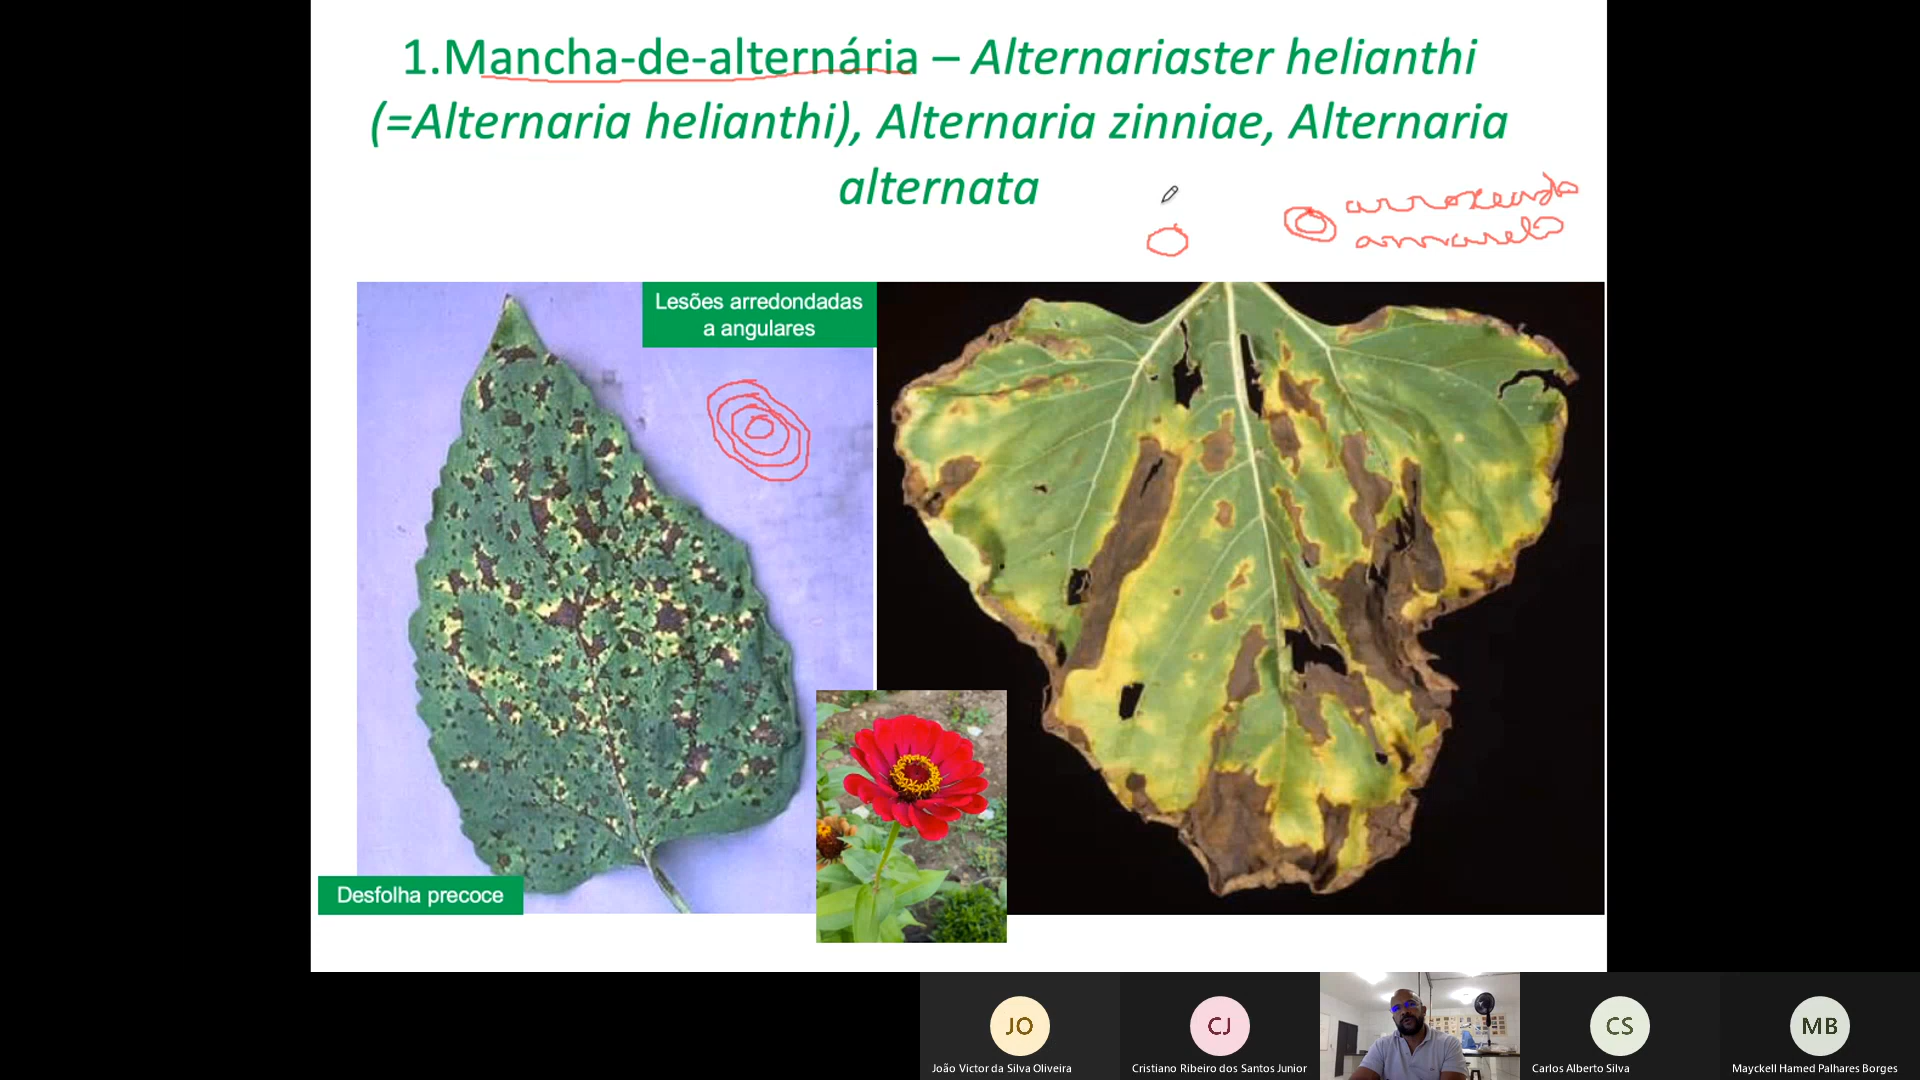 1.Mancha-de-alternária – Alternariaster helianthi
(=Alternaria helianthi), Alternaria zinniae, Alternaria
alternata
amarelo
Lesões arredondadas
a angulares
Desfolha precoce
JO
CJ
CS
MB
João Victor da Silva Oliveira
Cristiano Ribeiro dos Santos Junior
Carlos Alberto Silva
Mayckell Hamed Palhares Borges